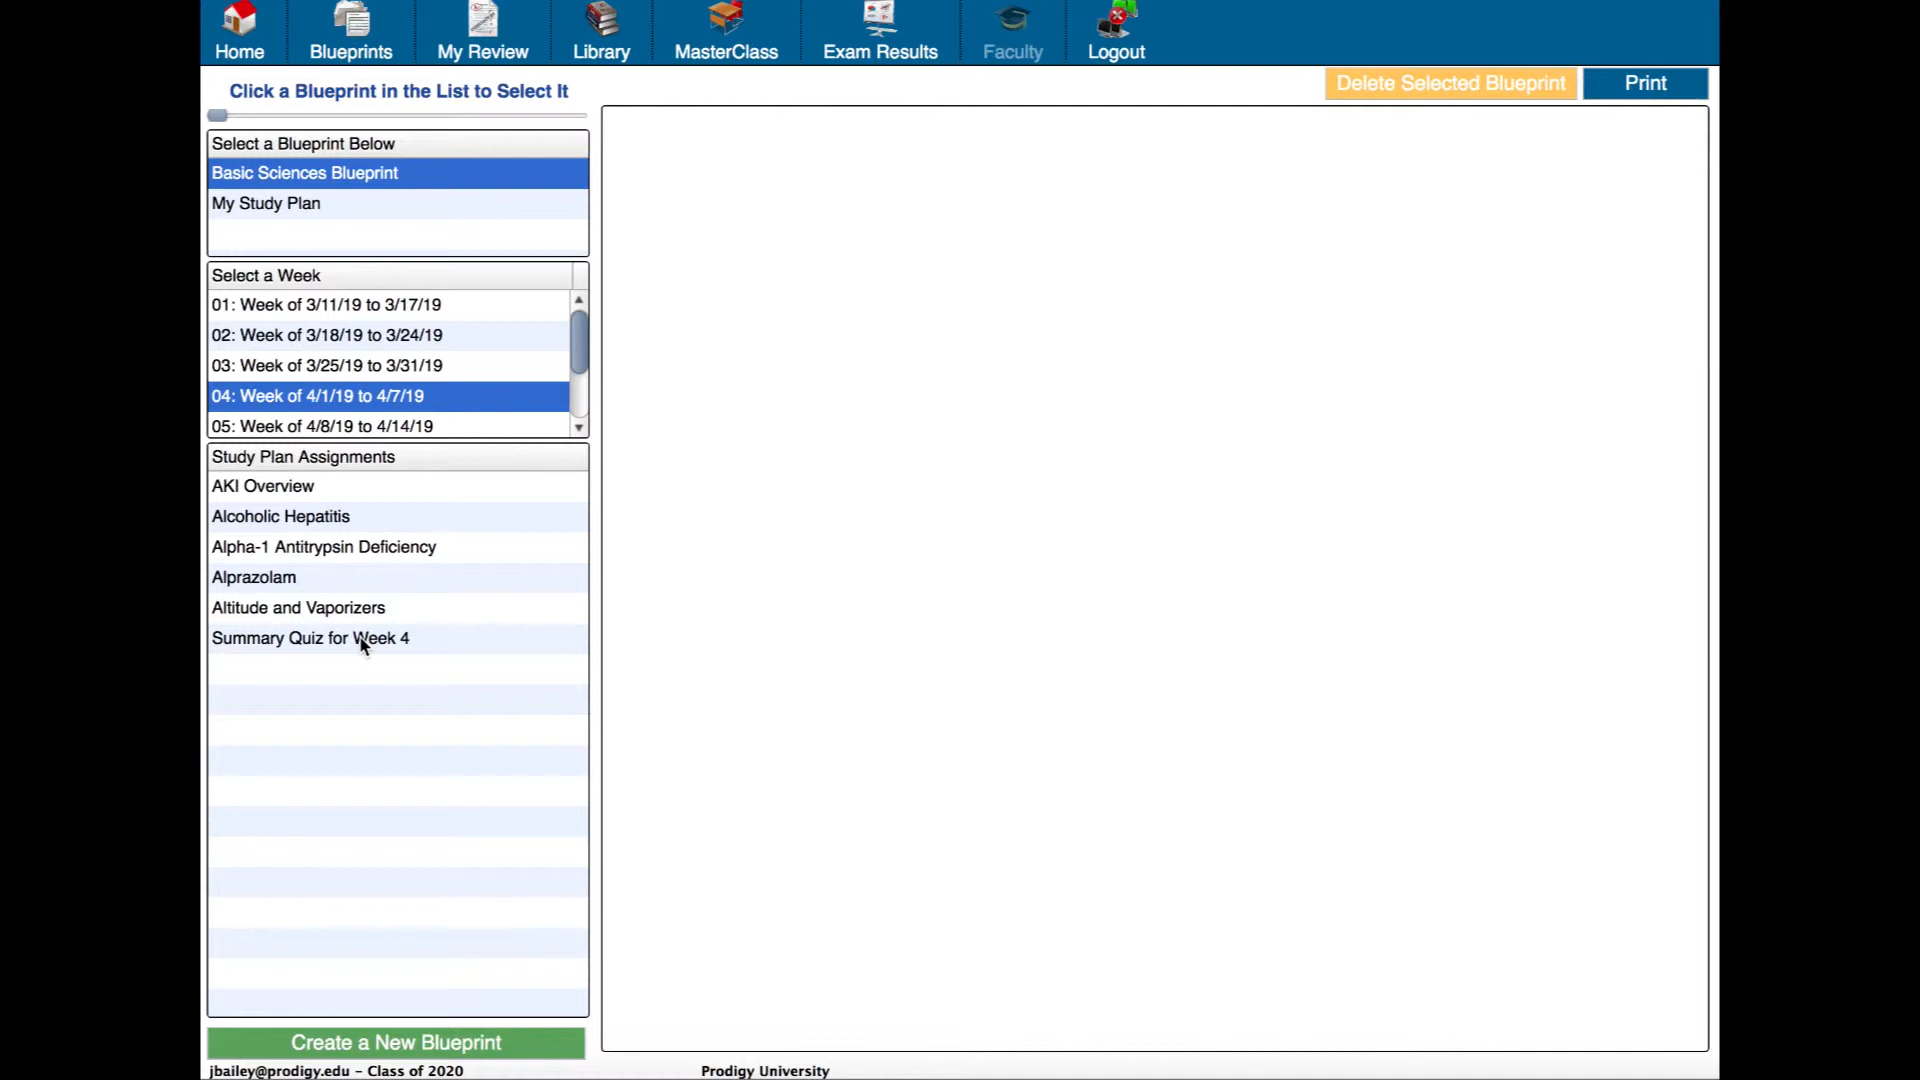 Home Blueprints My Review Library MasterClass Exam Results Faculty Logout
Click a Blueprint in the List to Select It
Delete Selected Blueprint
Print
Select a Blueprint Below
Basic Sciences Blueprint
My Study Plan
Select a Week
01: Week of 3/11/19 to 3/17/19
02: Week of 3/18/19 to 3/24/19
03: Week of 3/25/19 to 3/31/19
04: Week of 4/1/19 to 4/7/19
05: Week of 4/8/19 to 4/14/19
Study Plan Assignments
AKI Overview
Alcoholic Hepatitis
Alpha-1 Antitrypsin Deficiency
Alprazolam
Altitude and Vaporizers
Summary Quiz for Week 4
Create a New Blueprint
jbailey@prodigy.edu – Class of 2020
Prodigy University